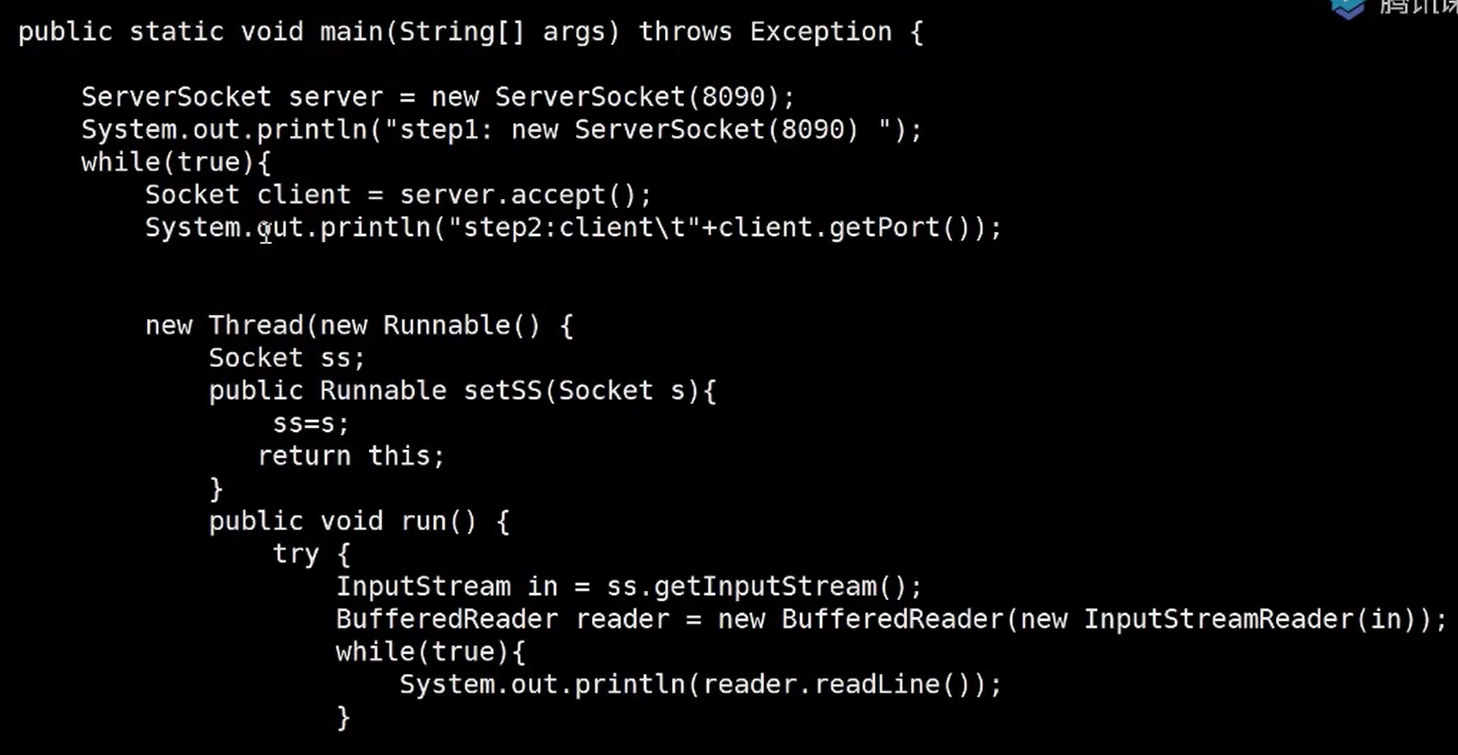 腾讯课
public static void main(String[] args) throws Exception {
ServerSocket server = new ServerSocket(8090);
System.out.println("step1: new ServerSocket(8090) ");
while(true){
Socket client = server.accept();
System.out.println("step2:client\t"+client.getPort());
new Thread(new Runnable() {
Socket ss;
public Runnable setSS(Socket s){
ss=s;
return this;
}
public void run() {
try {
InputStream in = ss.getInputStream();
BufferedReader reader = new BufferedReader(new InputStreamReader(in));
while(true){
System.out.println(reader.readLine());
}